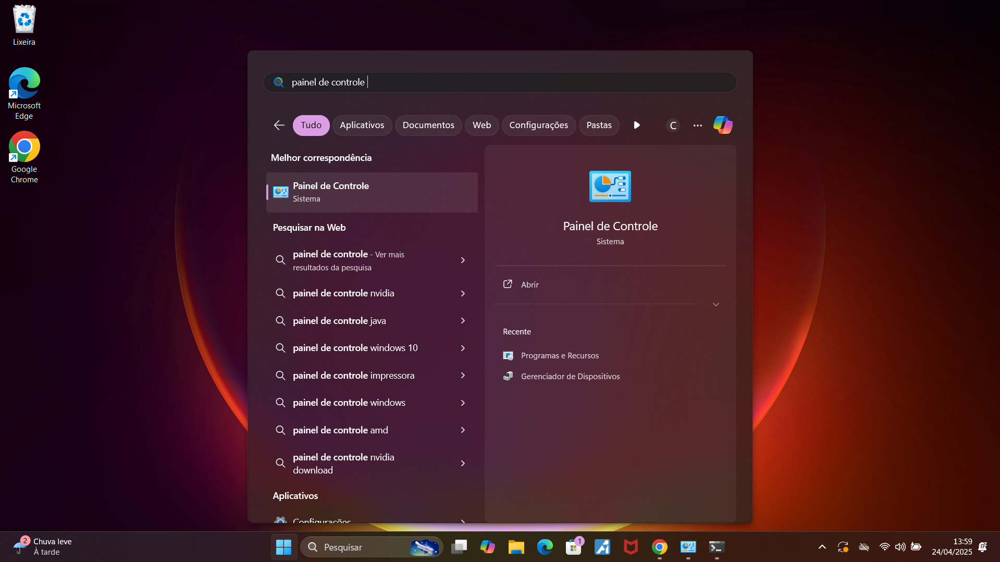 Lixeira
Microsoft
Edge
Google
Chrome
painel de controle
Tudo
Aplicativos
Documentos
Web
Configurações
Pastas
C
Melhor correspondência
Painel de Controle
Sistema
Pesquisar na Web
painel de controle - Ver mais
resultados da pesquisa
painel de controle nvidia
painel de controle java
painel de controle windows 10
painel de controle impressora
painel de controle windows
painel de controle amd
painel de controle nvidia
download
Aplicativos
Configurações
Painel de Controle
Sistema
Abrir
Recente
Programas e Recursos
Gerenciador de Dispositivos
2
Chuva leve
À tarde
Pesquisar
1
13:59
24/04/2025